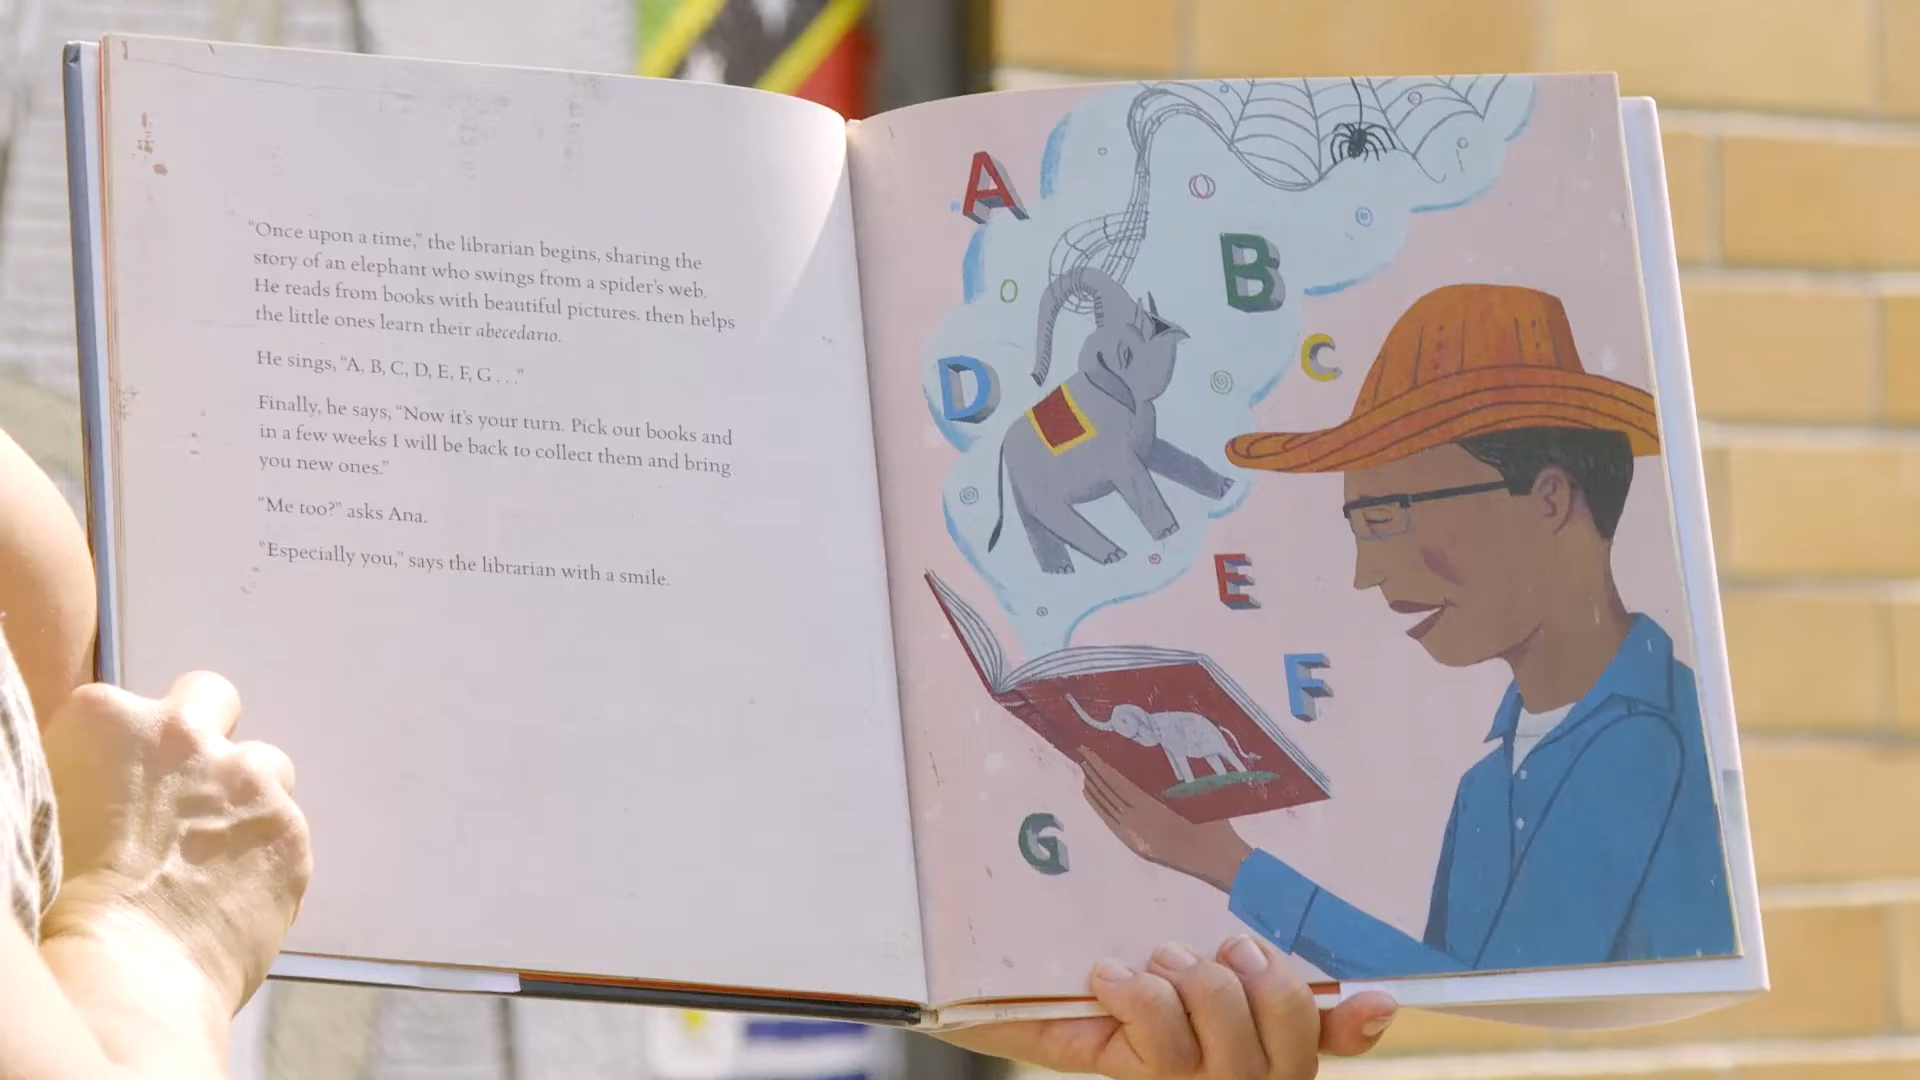 “Once upon a time,” the librarian begins, sharing the
story of an elephant who swings from a spider’s web.
He reads from books with beautiful pictures. then helps
the little ones learn their abecedario.
He sings, “A, B, C, D, E, F, G . . .”
Finally, he says, “Now it’s your turn. Pick out books and
in a few weeks I will be back to collect them and bring
you new ones.”
“Me too?” asks Ana.
“Especially you,” says the librarian with a smile.
A
B
C
D
E
F
G